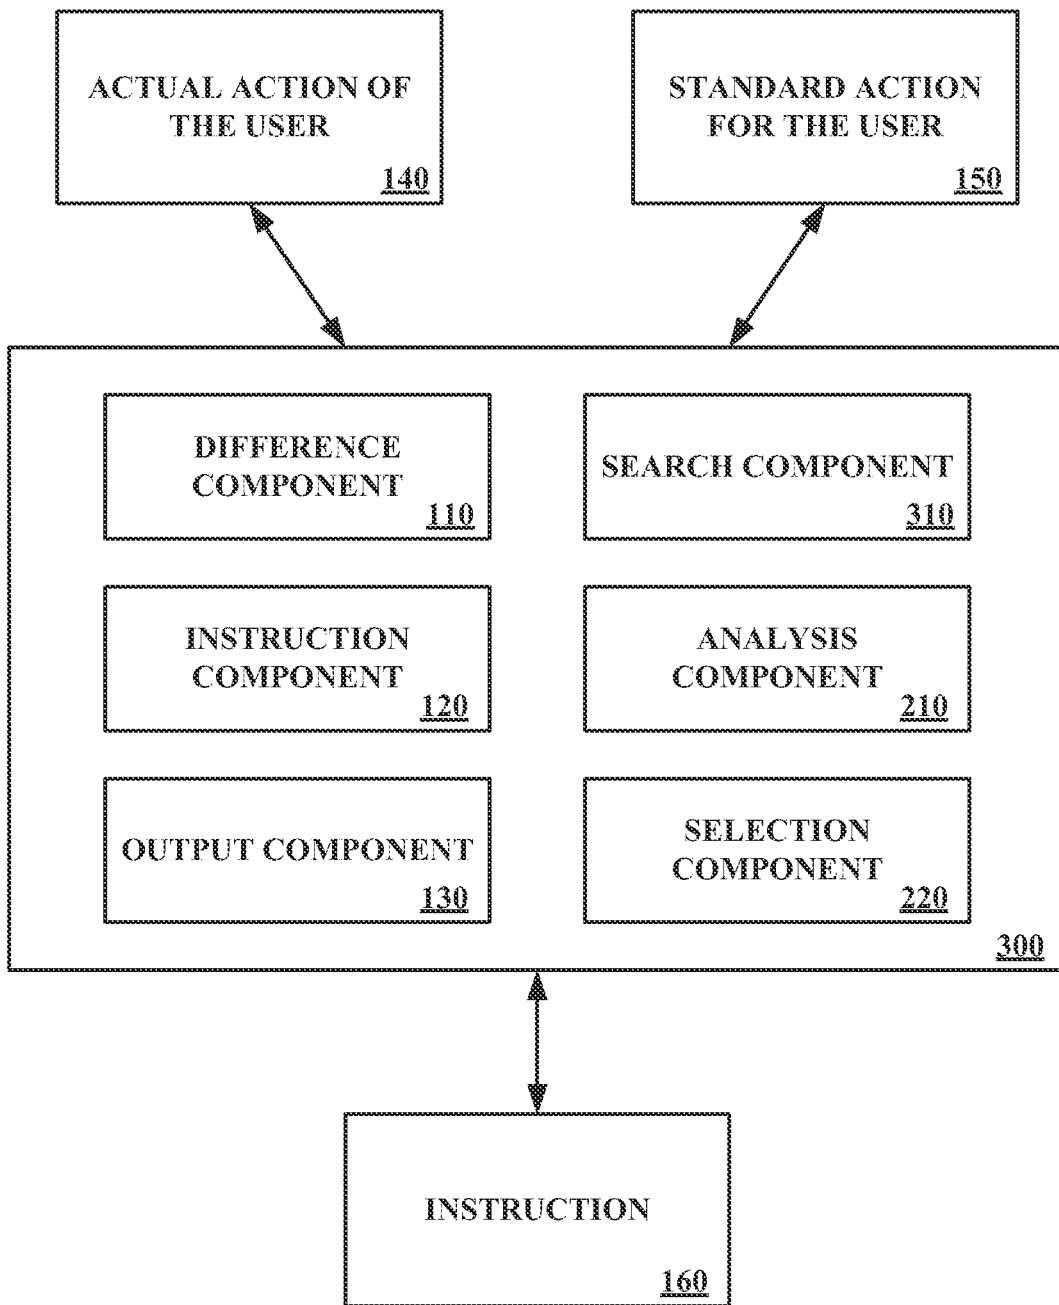 ACTUAL ACTION OF
THE USER
140
STANDARD ACTION
FOR THE USER
150
DIFFERENCE
COMPONENT
110
SEARCH COMPONENT
310
INSTRUCTION
COMPONENT
120
ANALYSIS
COMPONENT
210
OUTPUT COMPONENT
130
SELECTION
COMPONENT
220
300
INSTRUCTION
160